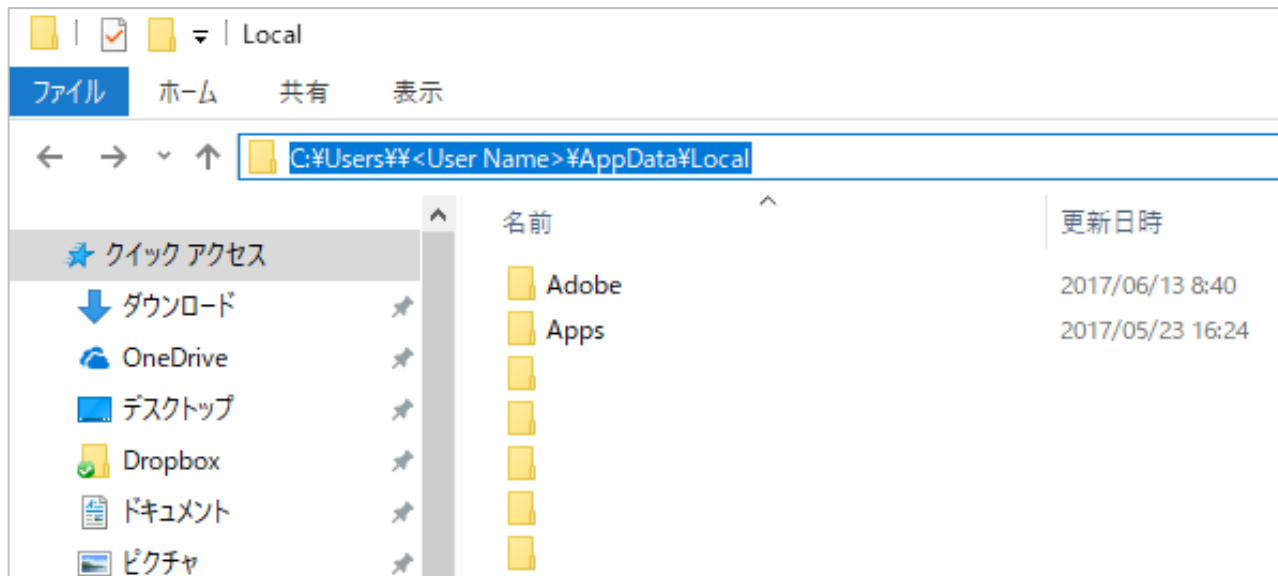 Local
ファイル ホーム 共有 表示
C:¥Users¥¥<User Name>¥AppData¥Local
名前 更新日時
クイック アクセス
Adobe 2017/06/13 8:40
ダウンロード
Apps 2017/05/23 16:24
OneDrive
デスクトップ
Dropbox
ドキュメント
ピクチャ